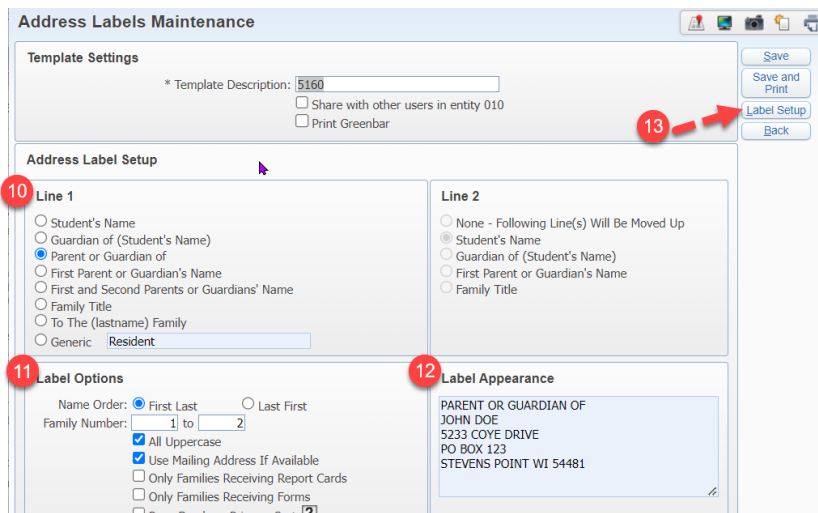 Address Labels Maintenance
Template Settings
* Template Description: 5160
Share with other users in entity 010
Print Greenbar
Save
Save and
Print
13
Label Setup
Back
Address Label Setup
10
Line 1
Student's Name
Guardian of (Student's Name)
Parent or Guardian of
First Parent or Guardian's Name
First and Second Parents or Guardians' Name
Family Title
To The (lastname) Family
Generic Resident
Line 2
None - Following Line(s) Will Be Moved Up
Student's Name
Guardian of (Student's Name)
First Parent or Guardian's Name
Family Title
11
Label Options
Name Order: First Last Last First
Family Number: 1 to 2
All Uppercase
Use Mailing Address If Available
Only Families Receiving Report Cards
Only Families Receiving Forms
12
Label Appearance
PARENT OR GUARDIAN OF
JOHN DOE
5233 COYE DRIVE
PO BOX 123
STEVENS POINT WI 54481